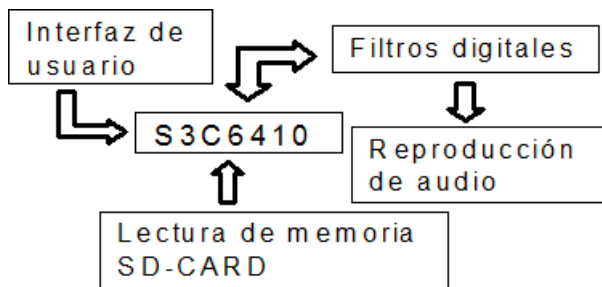 Interfaz de
usuario
Filtros digitales
S3C6410
Reproducción
de audio
Lectura de memoria
SD-CARD